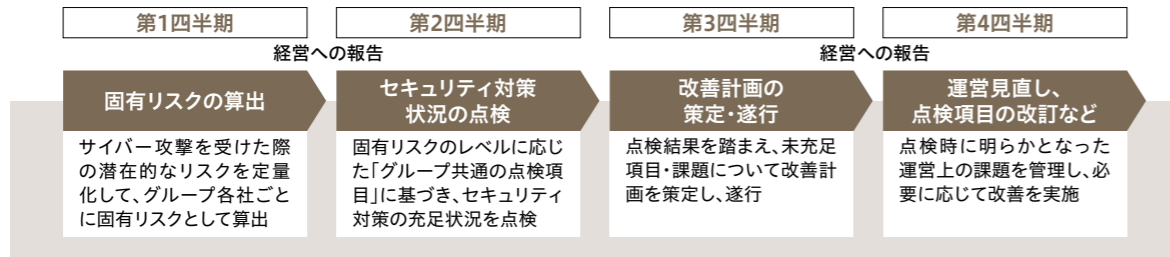 第1四半期
第2四半期
第3四半期
第4四半期
経営への報告
経営への報告
固有リスクの算出
セキュリティ対策
状況の点検
改善計画の
策定・遂行
運営見直し、
点検項目の改訂など
サイバー攻撃を受けた際
の潜在的なリスクを定量
化して、グループ各社ごと
に固有リスクとして算出
固有リスクのレベルに応じ
た「グループ共通の点検項
目」に基づき、セキュリティ
対策の充足状況を点検
点検結果を踏まえ、未充足
項目・課題について改善計
画を策定し、遂行
点検時に明らかとなった
運営上の課題を管理し、必
要に応じて改善を実施